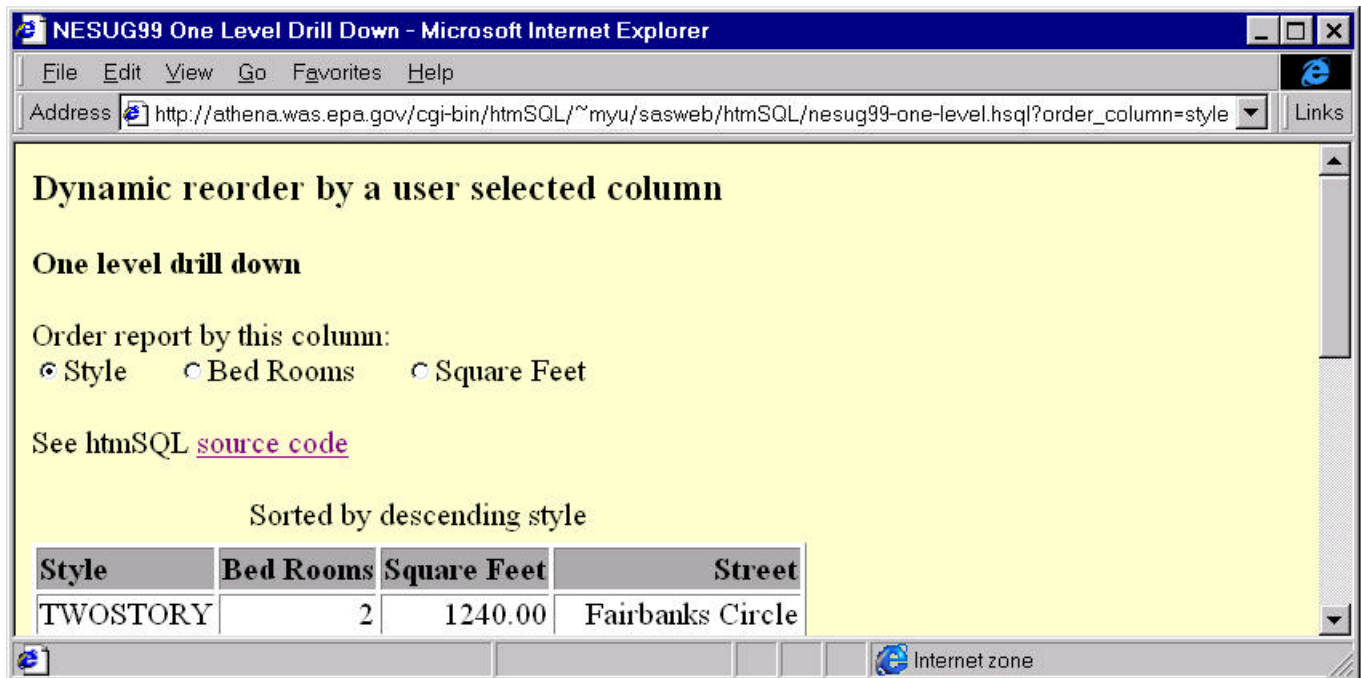 NESUG99 One Level Drill Down - Microsoft Internet Explorer
File Edit View Go Favorites Help
Address http://athena.was.epa.gov/cgi-bin/htmSQL/~myu/sasweb/htmSQL/nesug99-one-level.hsql?order_column=style Links
Dynamic reorder by a user selected column
One level drill down
Order report by this column:
Style Bed Rooms Square Feet
See htmSQL source code
Sorted by descending style
Style Bed Rooms Square Feet Street
TWOSTORY 2 1240.00 Fairbanks Circle
Internet zone